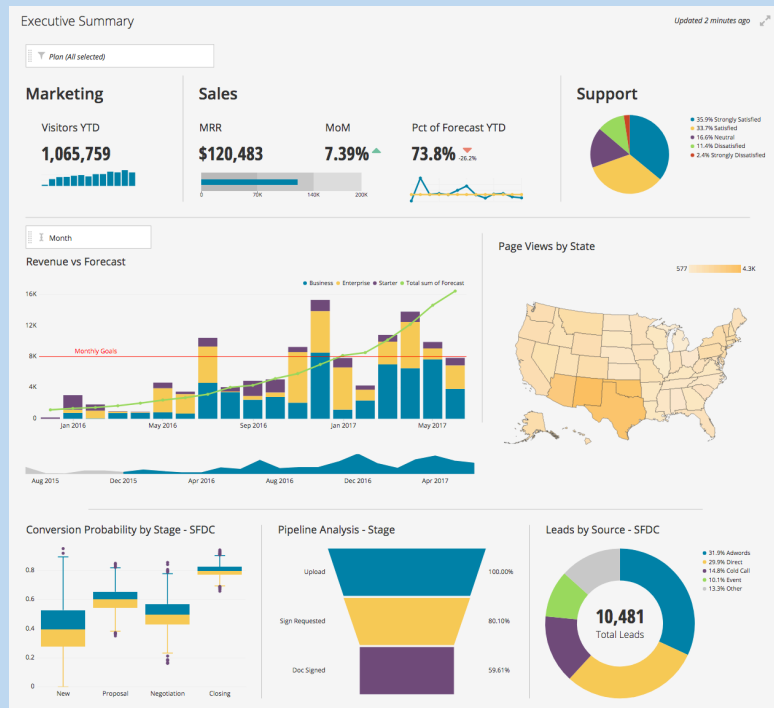 Executive Summary
Updated 2 minutes ago
Plan (All selected)
Marketing
Sales
Support
Visitors YTD
1,065,759
MRR
$120,483
0 70K 140K 200K
MoM
7.39%
Pct of Forecast YTD
73.8% -26.2%
35.9% Strongly Satisfied
33.7% Satisfied
16.6% Neutral
11.4% Dissatisfied
2.4% Strongly Dissatisfied
Month
Revenue vs Forecast
Business Enterprise Starter Total sum of Forecast
16K
12K
Monthly Goals
8K
4K
0
Jan 2016 May 2016 Sep 2016 Jan 2017 May 2017
Aug 2015 Dec 2015 Apr 2016 Aug 2016 Dec 2016 Apr 2017
Page Views by State
577 4.3K
Conversion Probability by Stage - SFDC
0.8
0.6
0.4
0.2
0
New Proposal Negotiation Closing
Pipeline Analysis - Stage
Upload 100.00%
Sign Requested 80.10%
Doc Signed 59.61%
Leads by Source - SFDC
31.9% Adwords
29.9% Direct
14.8% Cold Call
10.1% Event
13.3% Other
10,481
Total Leads